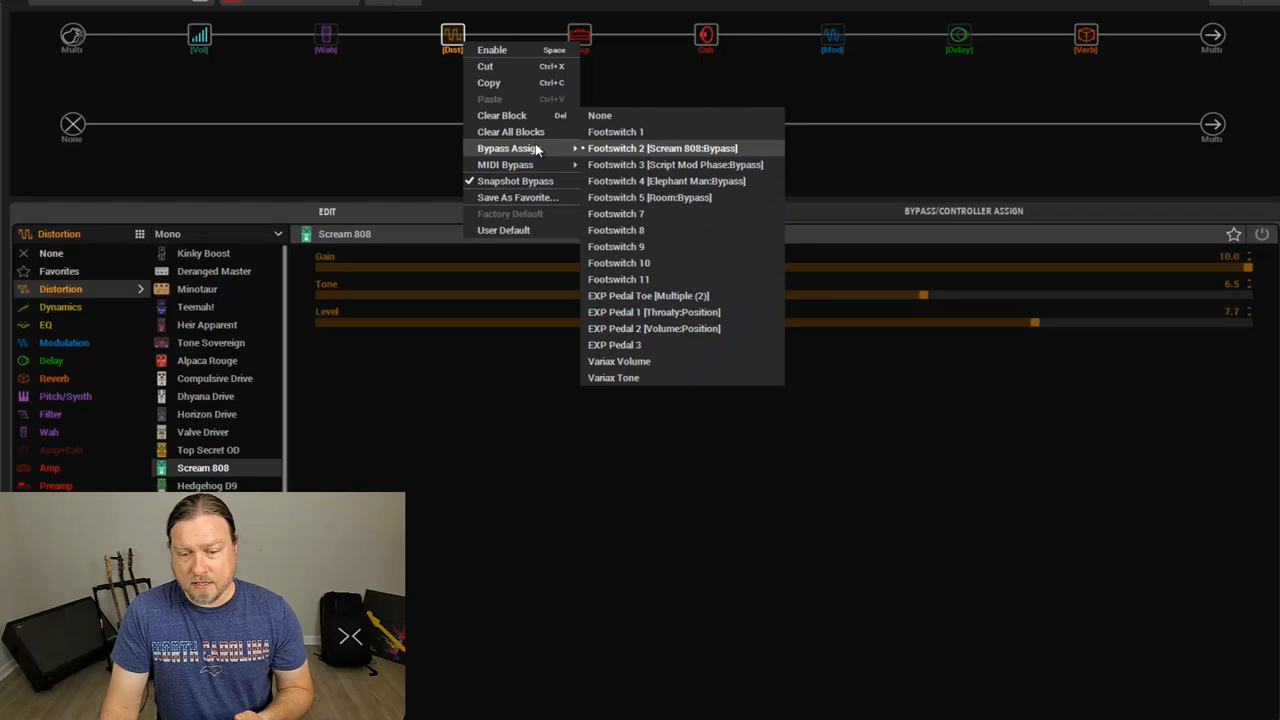 Multi
[Vol]
[Wah]
[Dist]
Cab
[Mod]
[Delay]
[Verb]
Multi
None
Multi
Enable Space
Cut Ctrl+X
Copy Ctrl+C
Paste Ctrl+V
Clear Block Del
Clear All Blocks
Bypass Assign
MIDI Bypass
Snapshot Bypass
Save As Favorite...
Factory Default
User Default
None
Footswitch 1
Footswitch 2 [Scream 808:Bypass]
Footswitch 3 [Script Mod Phase:Bypass]
Footswitch 4 [Elephant Man:Bypass]
Footswitch 5 [Room:Bypass]
Footswitch 7
Footswitch 8
Footswitch 9
Footswitch 10
Footswitch 11
EXP Pedal Toe [Multiple (2)]
EXP Pedal 1 [Throaty:Position]
EXP Pedal 2 [Volume:Position]
EXP Pedal 3
Variax Volume
Variax Tone
EDIT
BYPASS/CONTROLLER ASSIGN
Distortion
None
Favorites
Distortion
Dynamics
EQ
Modulation
Delay
Reverb
Pitch/Synth
Filter
Wah
Amp+Cab
Amp
Preamp
Mono
Kinky Boost
Deranged Master
Minotaur
Teemah!
Heir Apparent
Tone Sovereign
Alpaca Rouge
Compulsive Drive
Dhyana Drive
Horizon Drive
Valve Driver
Top Secret OD
Scream 808
Hedgehog D9
Scream 808
Gain 10.0
Tone 6.5
Level 7.7
NORTH CAROLINA